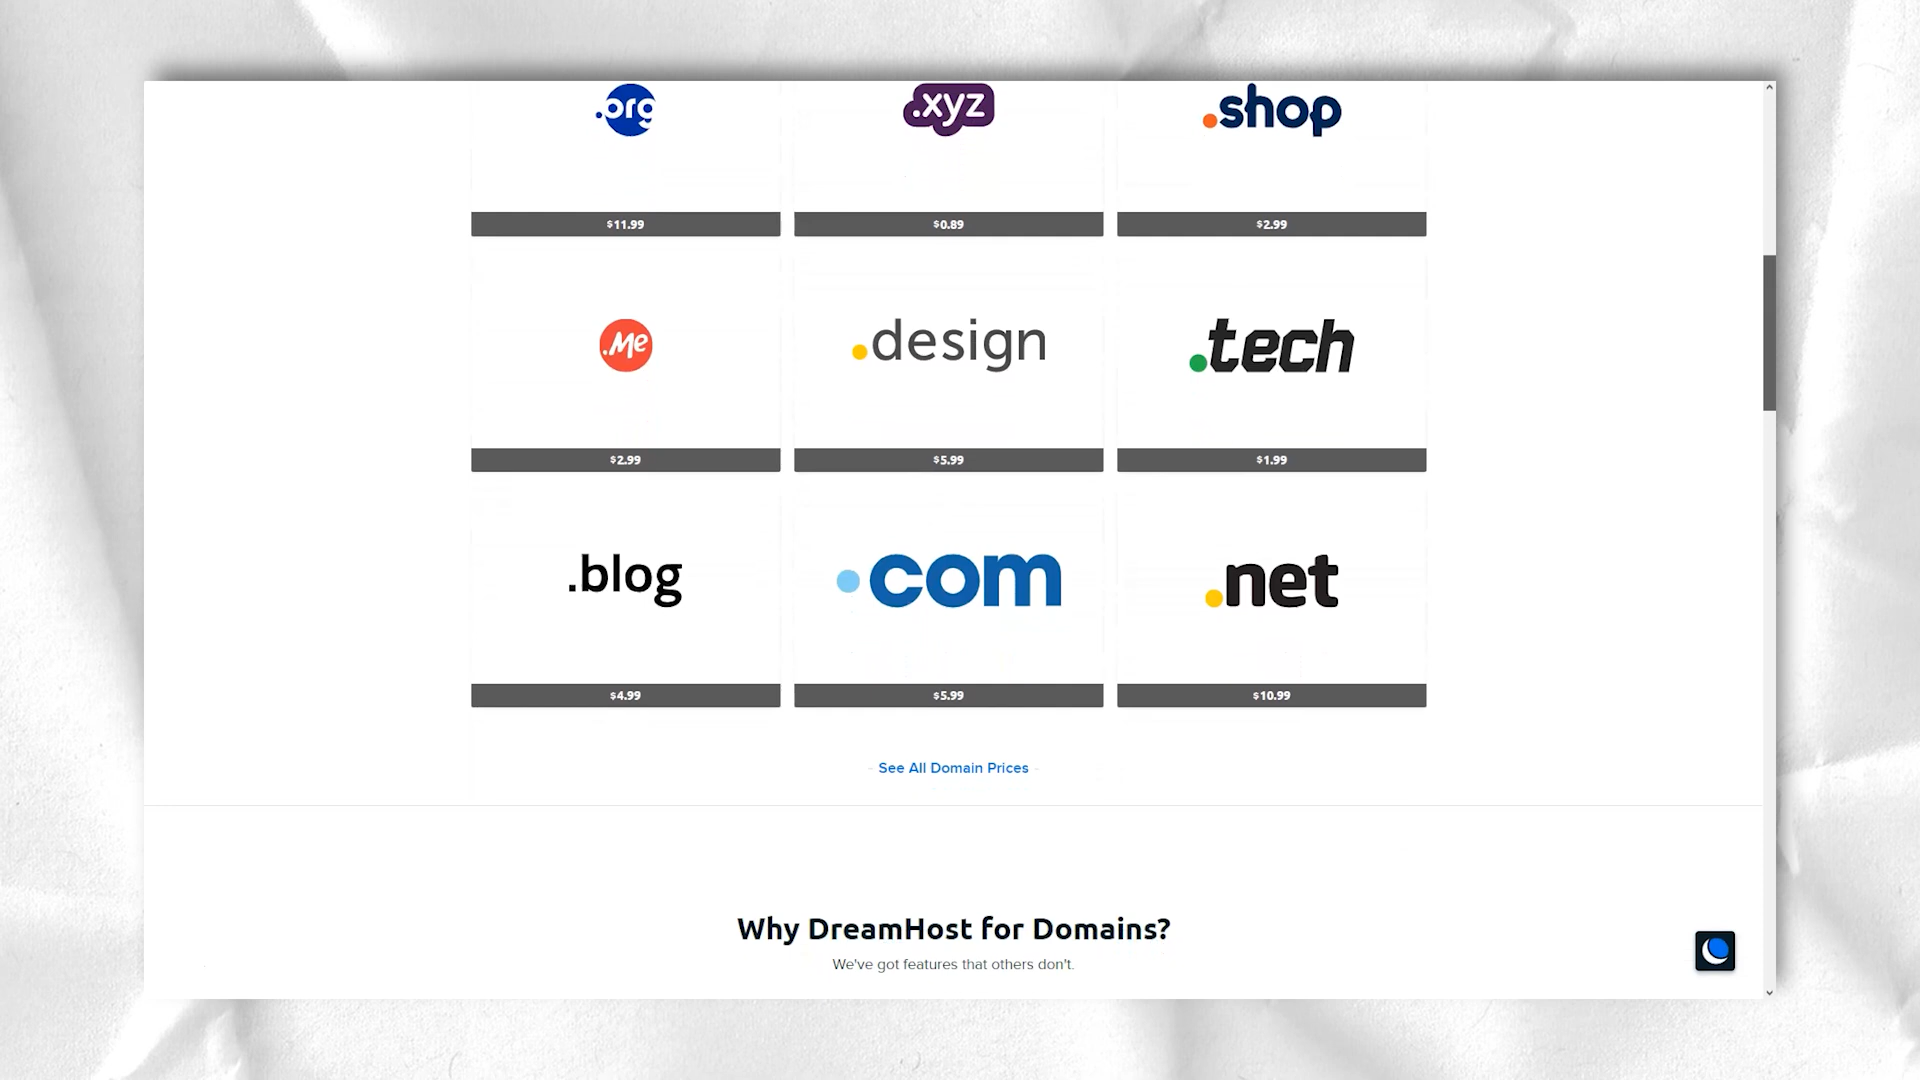 .org
.xyz
.shop
$11.99
$0.89
$2.99
.Me
.design
.tech
$2.99
$5.99
$1.99
.blog
.com
.net
$4.99
$5.99
$10.99
See All Domain Prices
Why DreamHost for Domains?
We've got features that others don't.